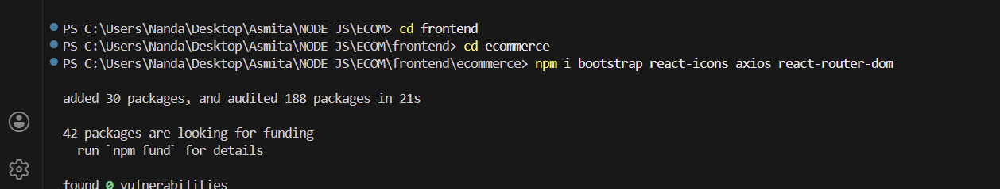 PS C:\Users\Nanda\Desktop\Asmita\NODE JS\ECOM> cd frontend
PS C:\Users\Nanda\Desktop\Asmita\NODE JS\ECOM\frontend> cd ecommerce
PS C:\Users\Nanda\Desktop\Asmita\NODE JS\ECOM\frontend\ecommerce> npm i bootstrap react-icons axios react-router-dom
added 30 packages, and audited 188 packages in 21s
42 packages are looking for funding
  run `npm fund` for details
found 0 vulnerabilities